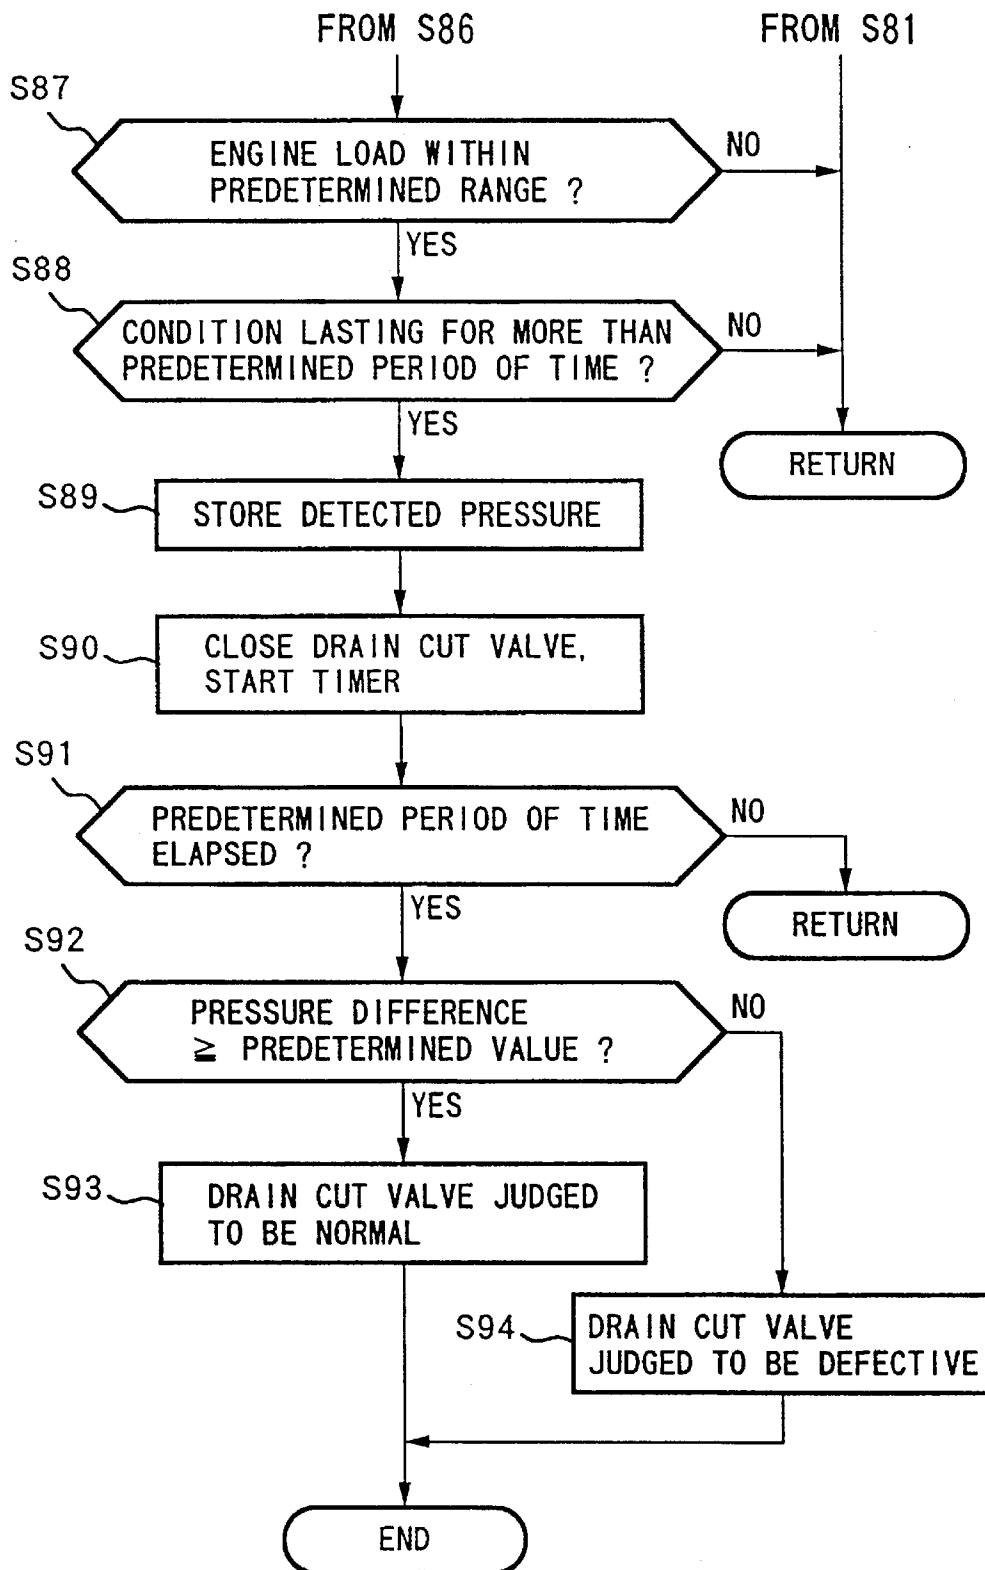 FROM S86
FROM S81
S87
ENGINE LOAD WITHIN
PREDETERMINED RANGE ?
NO
YES
S88
CONDITION LASTING FOR MORE THAN
PREDETERMINED PERIOD OF TIME ?
NO
YES
RETURN
S89
STORE DETECTED PRESSURE
S90
CLOSE DRAIN CUT VALVE,
START TIMER
S91
PREDETERMINED PERIOD OF TIME
ELAPSED ?
NO
YES
RETURN
S92
PRESSURE DIFFERENCE
≧ PREDETERMINED VALUE ?
NO
YES
S93
DRAIN CUT VALVE JUDGED
TO BE NORMAL
S94
DRAIN CUT VALVE
JUDGED TO BE DEFECTIVE
END